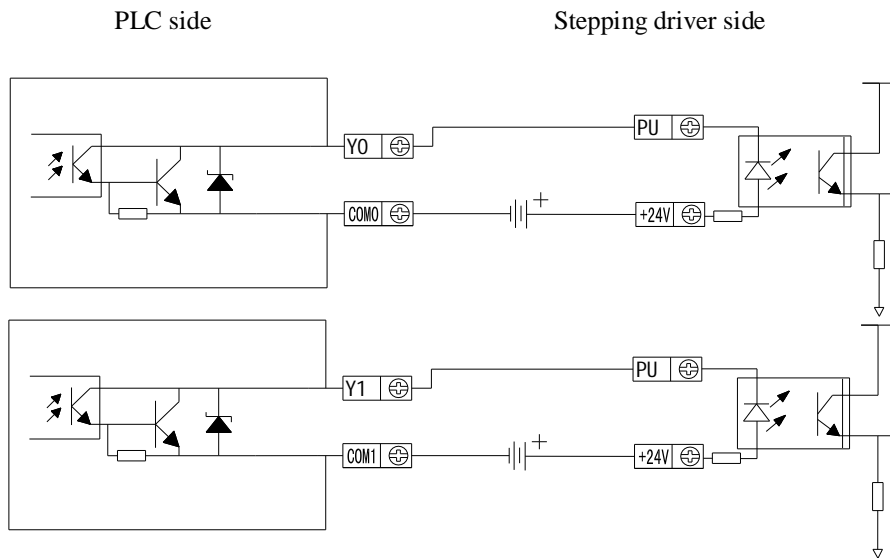 PLC side
Stepping driver side
Y0
PU
COM0
+
+24V
Y1
PU
COM1
+
+24V